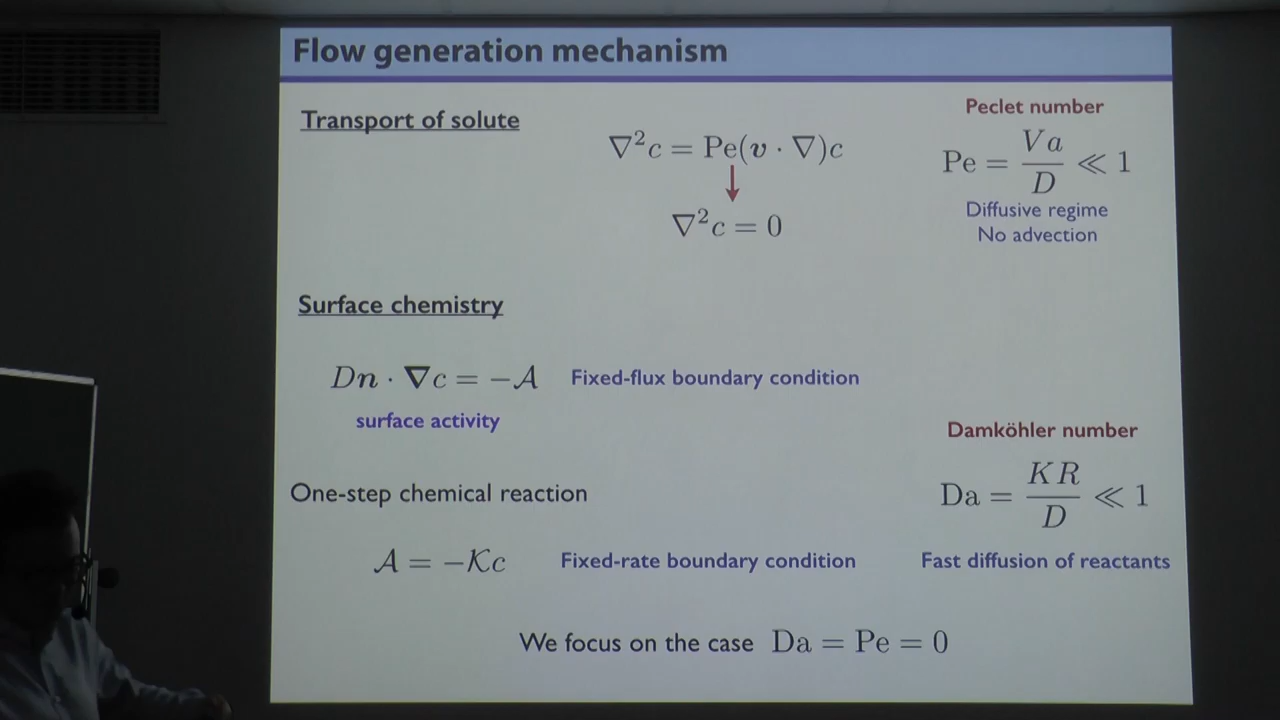 Flow generation mechanism
Transport of solute
∇²c = Pe(v · ∇)c
↓
∇²c = 0
Peclet number
Pe = Va/D ≪ 1
Diffusive regime
No advection
Surface chemistry
Dn · ∇c = −𝒜 Fixed-flux boundary condition
surface activity
One-step chemical reaction
𝒜 = −𝒦c Fixed-rate boundary condition
Damköhler number
Da = 𝒦R/D ≪ 1
Fast diffusion of reactants
We focus on the case Da = Pe = 0